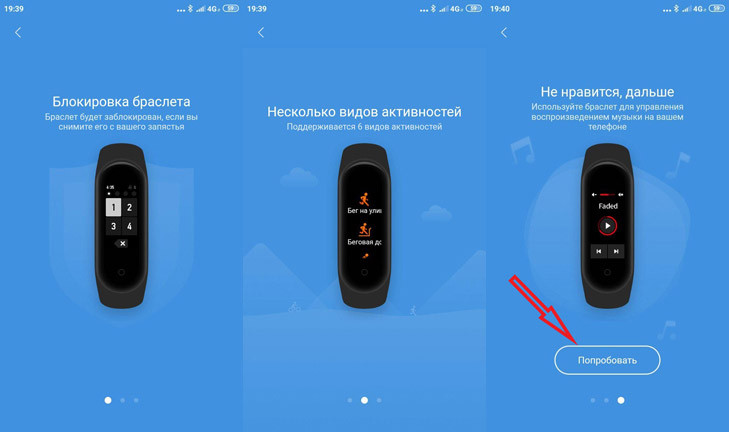 19:39
4G
59
Блокировка браслета
Браслет будет заблокирован, если вы
снимите его с вашего запястья
1 2
3 4
19:39
4G
59
Несколько видов активностей
Поддерживается 6 видов активностей
Бег на улиц
Беговая до
19:40
4G
59
Не нравится, дальше
Используйте браслет для управления
воспроизведением музыки на вашем
телефоне
Faded
Попробовать